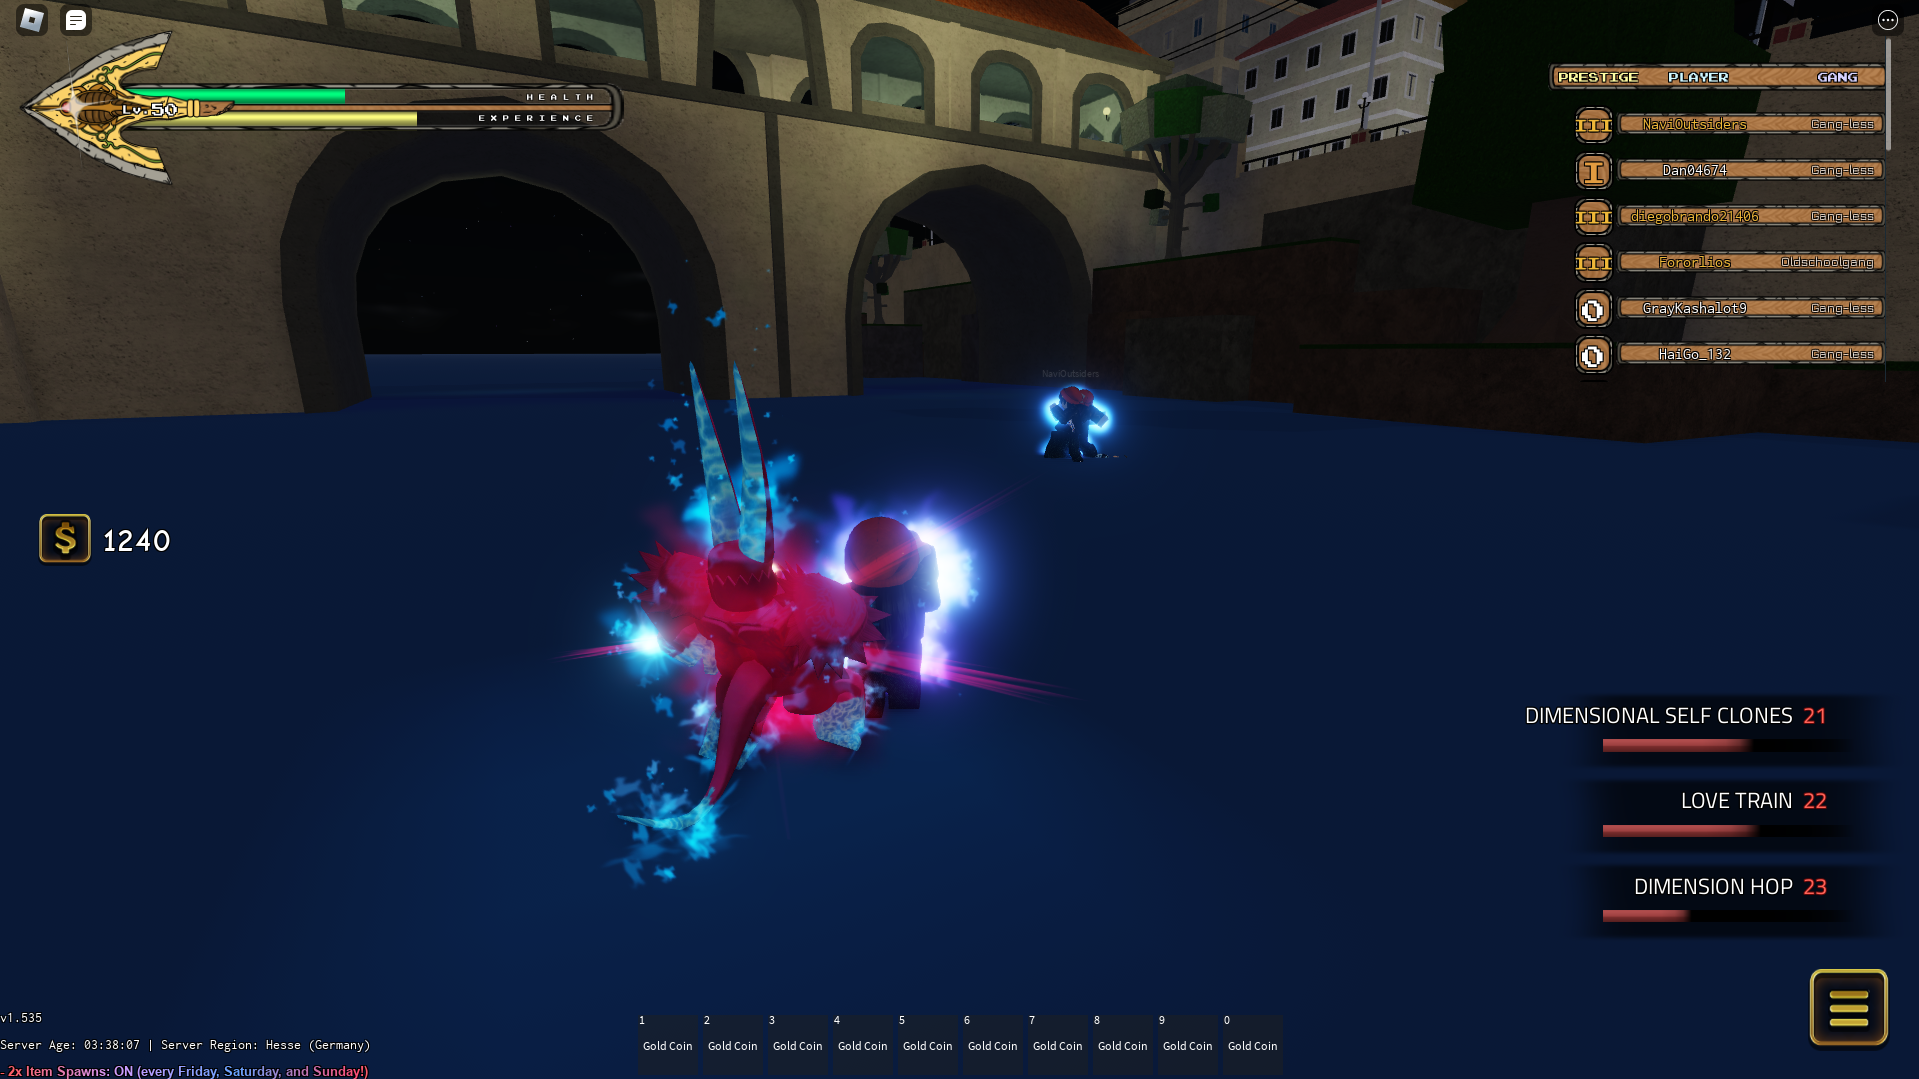 HEALTH
Lv.50
EXPERIENCE
PRESTIGE PLAYER GANG
III NaviOutsiders Gang-less
I Dan04674 Gang-less
III diegobrando21406 Gang-less
III Fororlios Oldschoolgang
0 GrayKashalot9 Gang-less
0 HaiGo_132 Gang-less
NaviOutsiders
$ 1240
DIMENSIONAL SELF CLONES 21
LOVE TRAIN 22
DIMENSION HOP 23
v1.535
Server Age: 03:38:07 | Server Region: Hesse (Germany)
- 2x Item Spawns: ON (every Friday, Saturday, and Sunday!)
1 2 3 4 5 6 7 8 9 0
Gold Coin Gold Coin Gold Coin Gold Coin Gold Coin Gold Coin Gold Coin Gold Coin Gold Coin Gold Coin